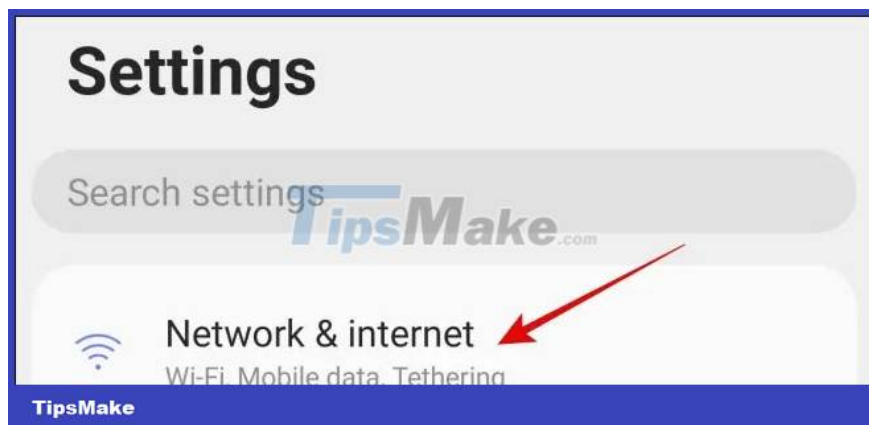 Settings
Search settings
TipsMake.com
Network & internet
Wi-Fi, Mobile data, Tethering
TipsMake